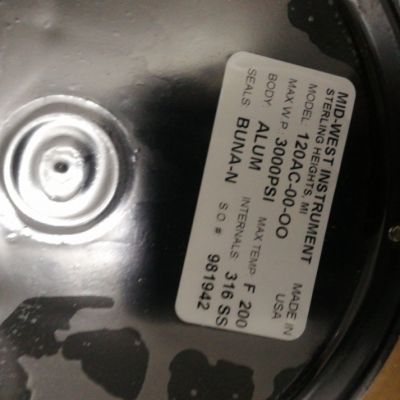 MID-WEST INSTRUMENT
STERLING HEIGHTS, MI MADE IN
USA
MODEL 120AC-00-OO
MAX W.P. 3000PSI MAX TEMP F 200
BODY: ALUM INTERNALS: 316 SS
SEALS: BUNA-N S.O.# 981942